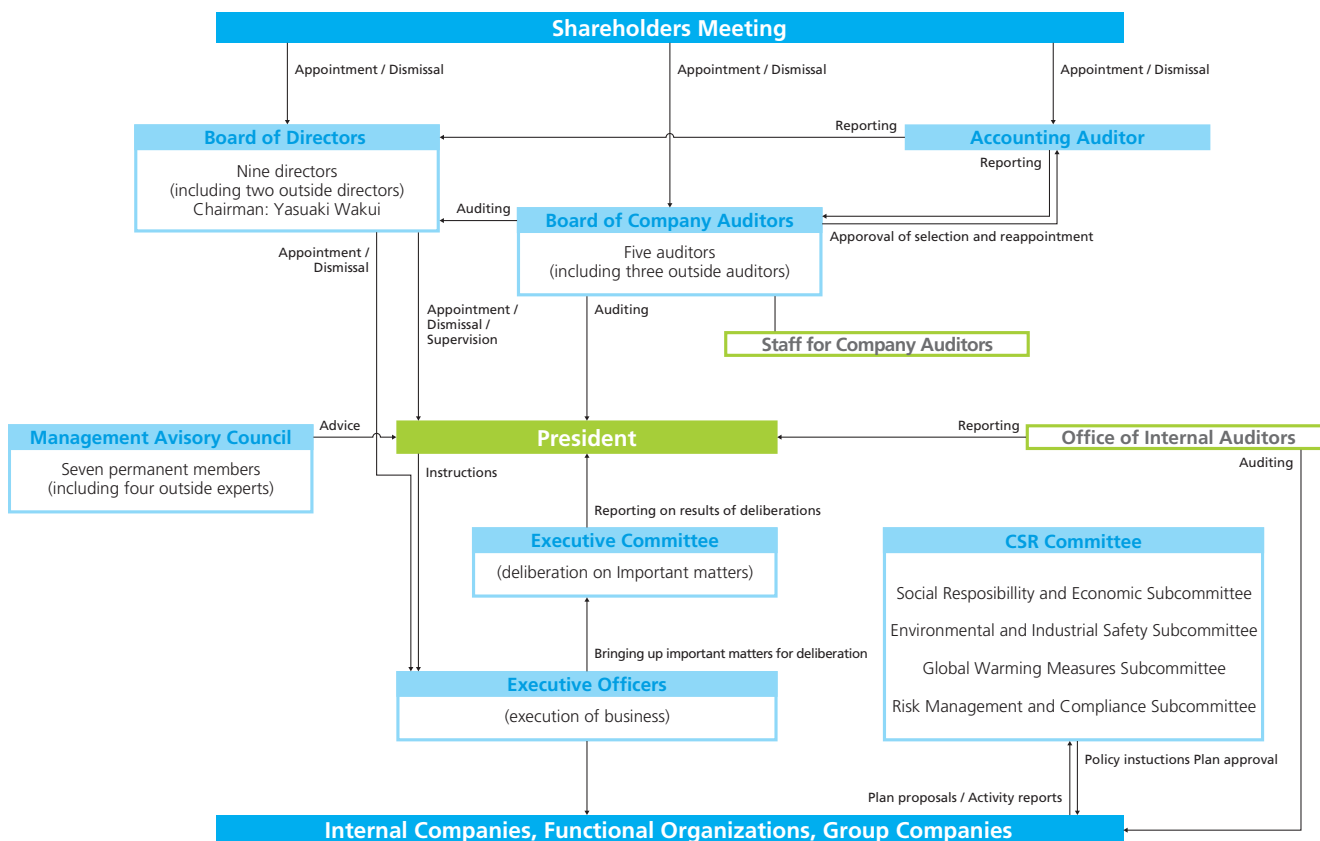 Shareholders Meeting
Appointment / Dismissal
Appointment / Dismissal
Appointment / Dismissal
Board of Directors
Nine directors
(including two outside directors)
Chairman: Yasuaki Wakui
Reporting
Accounting Auditor
Reporting
Auditing
Board of Company Auditors
Five auditors
(including three outside auditors)
Apporoval of selection and reappointment
Appointment /
Dismissal
Appointment /
Dismissal /
Supervision
Auditing
Staff for Company Auditors
Management Avisory Council
Seven permanent members
(including four outside experts)
Advice
President
Reporting
Office of Internal Auditors
Auditing
Instructions
Reporting on results of deliberations
Executive Committee
(deliberation on Important matters)
CSR Committee
Social Resposibillity and Economic Subcommittee
Environmental and Industrial Safety Subcommittee
Global Warming Measures Subcommittee
Risk Management and Compliance Subcommittee
Bringing up important matters for deliberation
Executive Officers
(execution of business)
Policy instuctions Plan approval
Plan proposals / Activity reports
Internal Companies, Functional Organizations, Group Companies